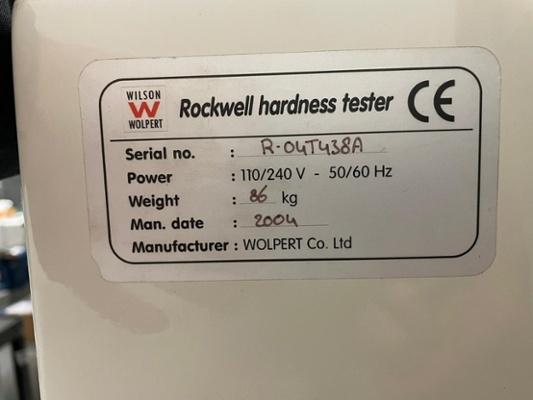 WILSON
W
WOLPERT
Rockwell hardness tester CE
Serial no. : R-04T438A
Power : 110/240 V - 50/60 Hz
Weight : 86 kg
Man. date : 2004
Manufacturer : WOLPERT Co. Ltd